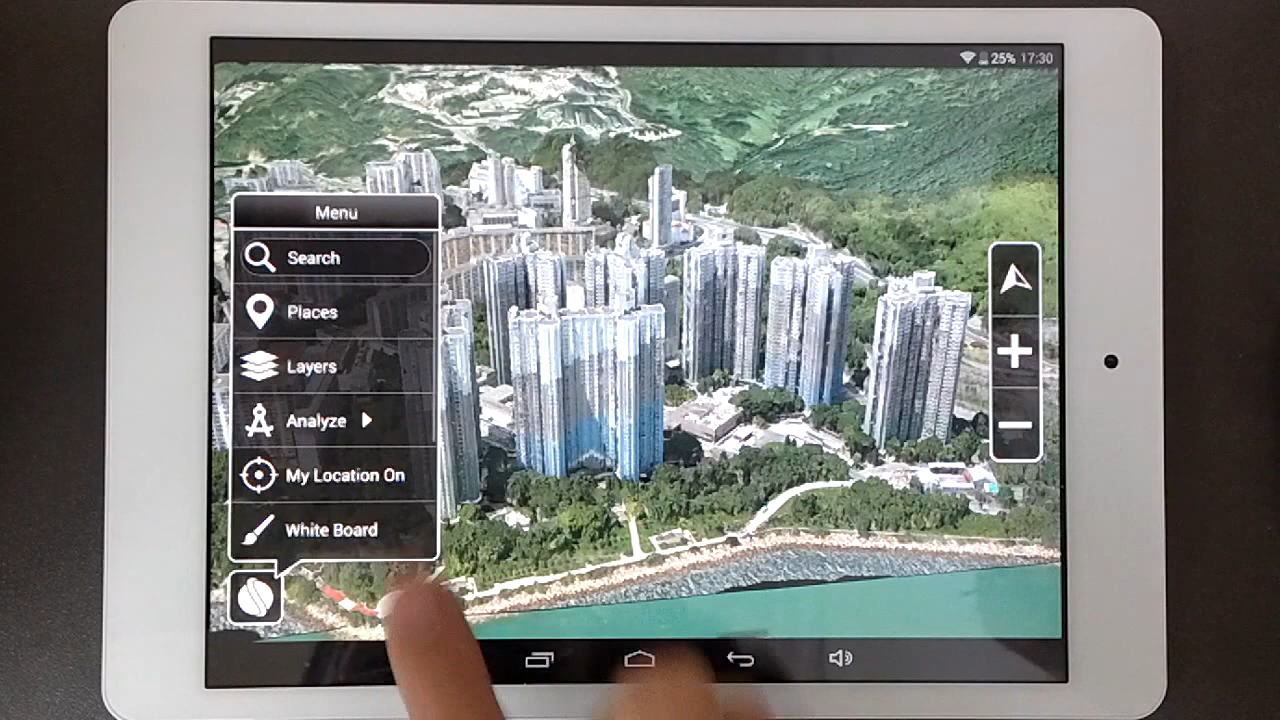 25% 17:30
Menu
Search
Places
Layers
Analyze
My Location On
White Board